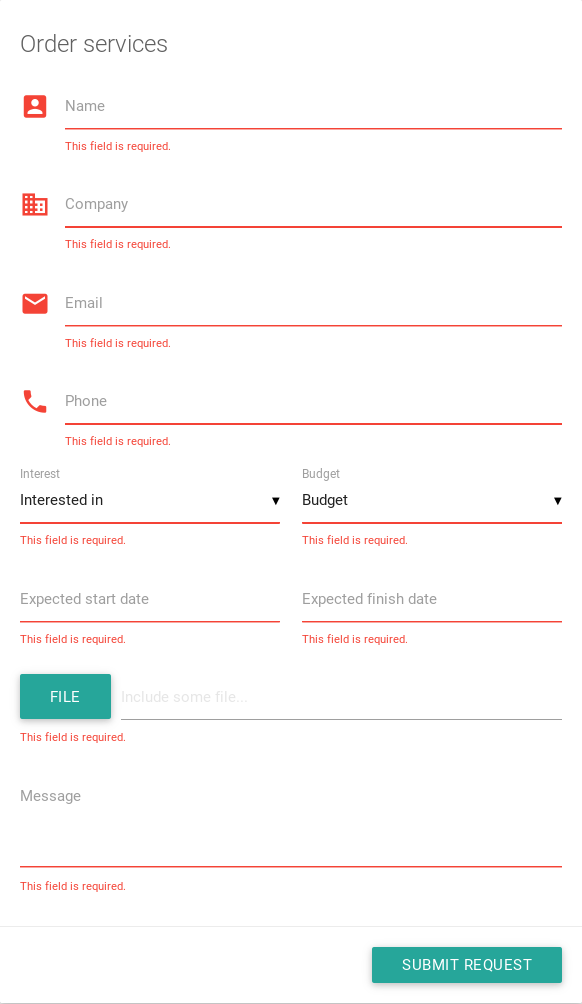 Order services
Name
This field is required.
Company
This field is required.
Email
This field is required.
Phone
This field is required.
Interest Budget
Interested in ▼ Budget ▼
This field is required. This field is required.
Expected start date Expected finish date
This field is required. This field is required.
FILE Include some file...
This field is required.
Message
This field is required.
SUBMIT REQUEST